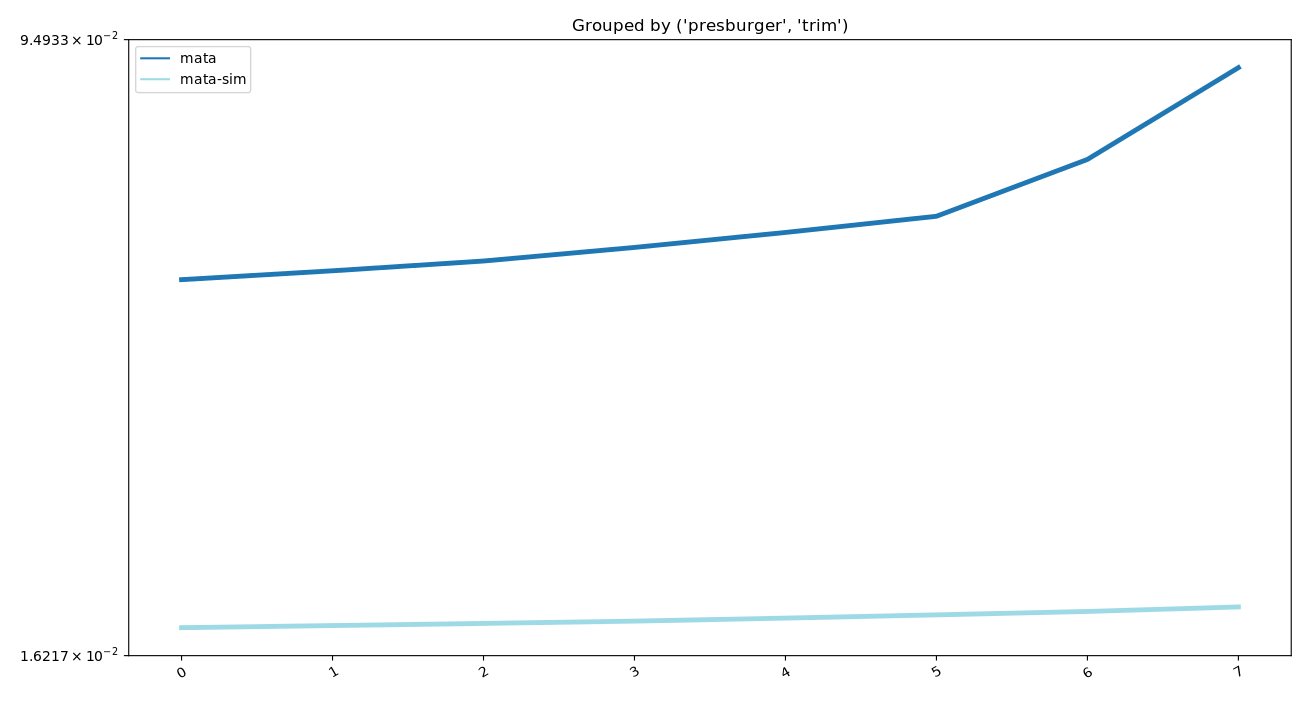 Grouped by ('presburger', 'trim')
9.4933 × 10⁻²
mata
mata-sim
1.6217 × 10⁻²
0 1 2 3 4 5 6 7